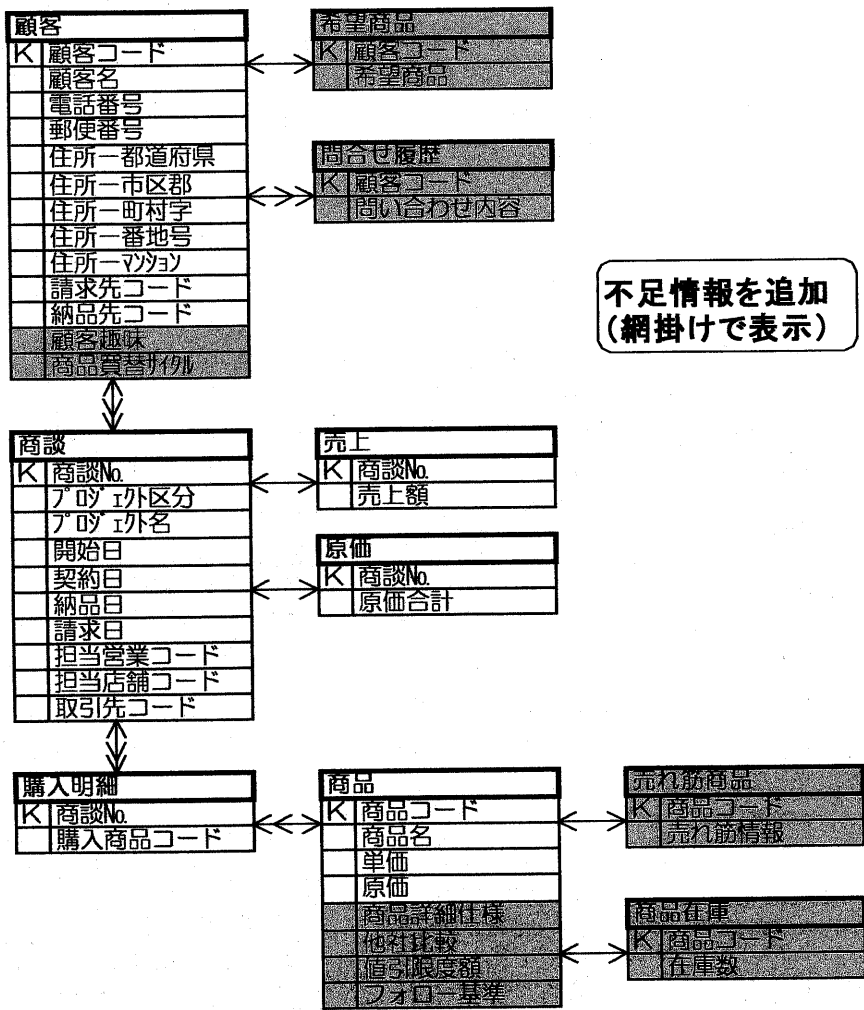 顧客
K 顧客コード
顧客名
電話番号
郵便番号
住所ー都道府県
住所ー市区郡
住所ー町村字
住所ー番地号
住所ーマンション
請求先コード
納品先コード
顧客趣味
商品買替サイクル
希望商品
K 顧客コード
希望商品
問合せ履歴
K 顧客コード
問い合わせ内容
不足情報を追加
(網掛けで表示)
商談
K 商談No.
プロジェクト区分
プロジェクト名
開始日
契約日
納品日
請求日
担当営業コード
担当店舗コード
取引先コード
売上
K 商談No.
売上額
原価
K 商談No.
原価合計
購入明細
K 商談No.
購入商品コード
商品
K 商品コード
商品名
単価
原価
商品詳細仕様
他社比較
値引限度額
フォロー基準
売れ筋商品
K 商品コード
売れ筋情報
商品在庫
K 商品コード
在庫数